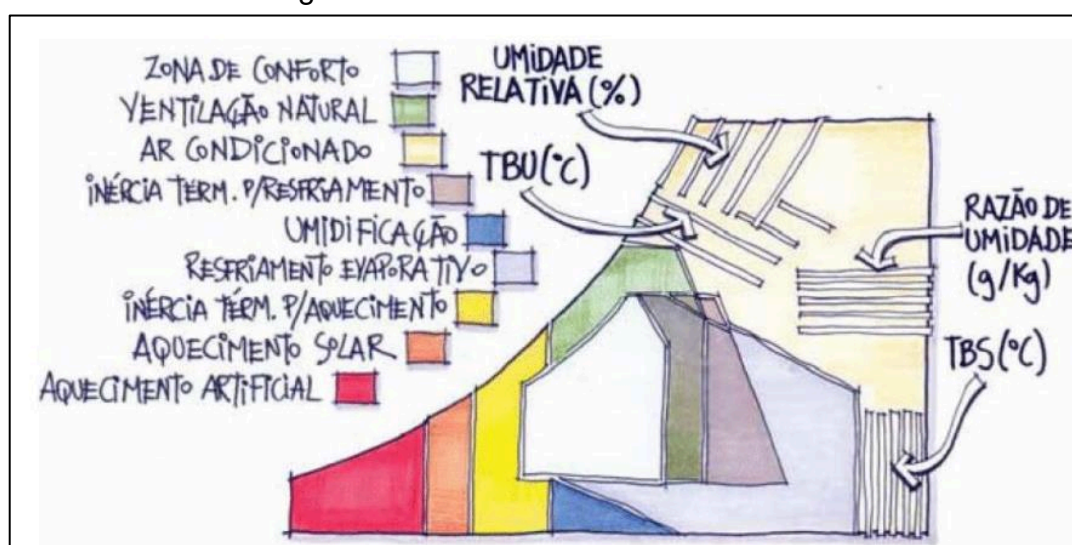 ZONA DE CONFORTO
VENTILAÇÃO NATURAL
AR CONDICIONADO
INÉRCIA TÉRM. P/RESFRIAMENTO
UMIDIFICAÇÃO
RESFRIAMENTO EVAPORATIVO
INÉRCIA TÉRM. P/AQUECIMENTO
AQUECIMENTO SOLAR
AQUECIMENTO ARTIFICIAL
UMIDADE
RELATIVA (%)
TBU (°C)
RAZÃO DE
UMIDADE
(g/Kg)
TBS (°C)